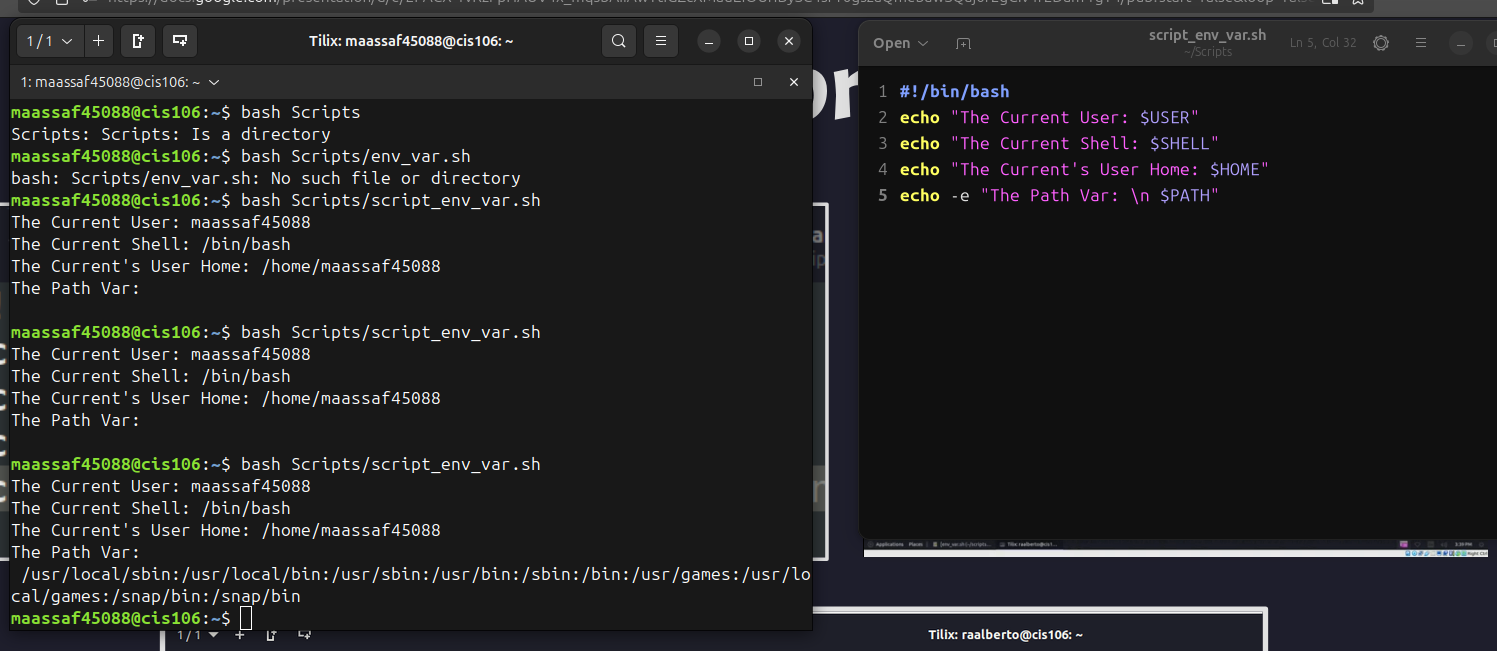 1 / 1
Tilix: maassaf45088@cis106: ~
1: maassaf45088@cis106: ~
maassaf45088@cis106:~$ bash Scripts
Scripts: Scripts: Is a directory
maassaf45088@cis106:~$ bash Scripts/env_var.sh
bash: Scripts/env_var.sh: No such file or directory
maassaf45088@cis106:~$ bash Scripts/script_env_var.sh
The Current User: maassaf45088
The Current Shell: /bin/bash
The Current's User Home: /home/maassaf45088
The Path Var:
maassaf45088@cis106:~$ bash Scripts/script_env_var.sh
The Current User: maassaf45088
The Current Shell: /bin/bash
The Current's User Home: /home/maassaf45088
The Path Var:
maassaf45088@cis106:~$ bash Scripts/script_env_var.sh
The Current User: maassaf45088
The Current Shell: /bin/bash
The Current's User Home: /home/maassaf45088
The Path Var:
/usr/local/sbin:/usr/local/bin:/usr/sbin:/usr/bin:/sbin:/bin:/usr/games:/usr/lo
cal/games:/snap/bin:/snap/bin
maassaf45088@cis106:~$
Open
script_env_var.sh
~/Scripts
Ln 5, Col 32
1 #!/bin/bash
2 echo "The Current User: $USER"
3 echo "The Current Shell: $SHELL"
4 echo "The Current's User Home: $HOME"
5 echo -e "The Path Var: \n $PATH"
Applications Places
1 / 1
Tilix: raalberto@cis106: ~